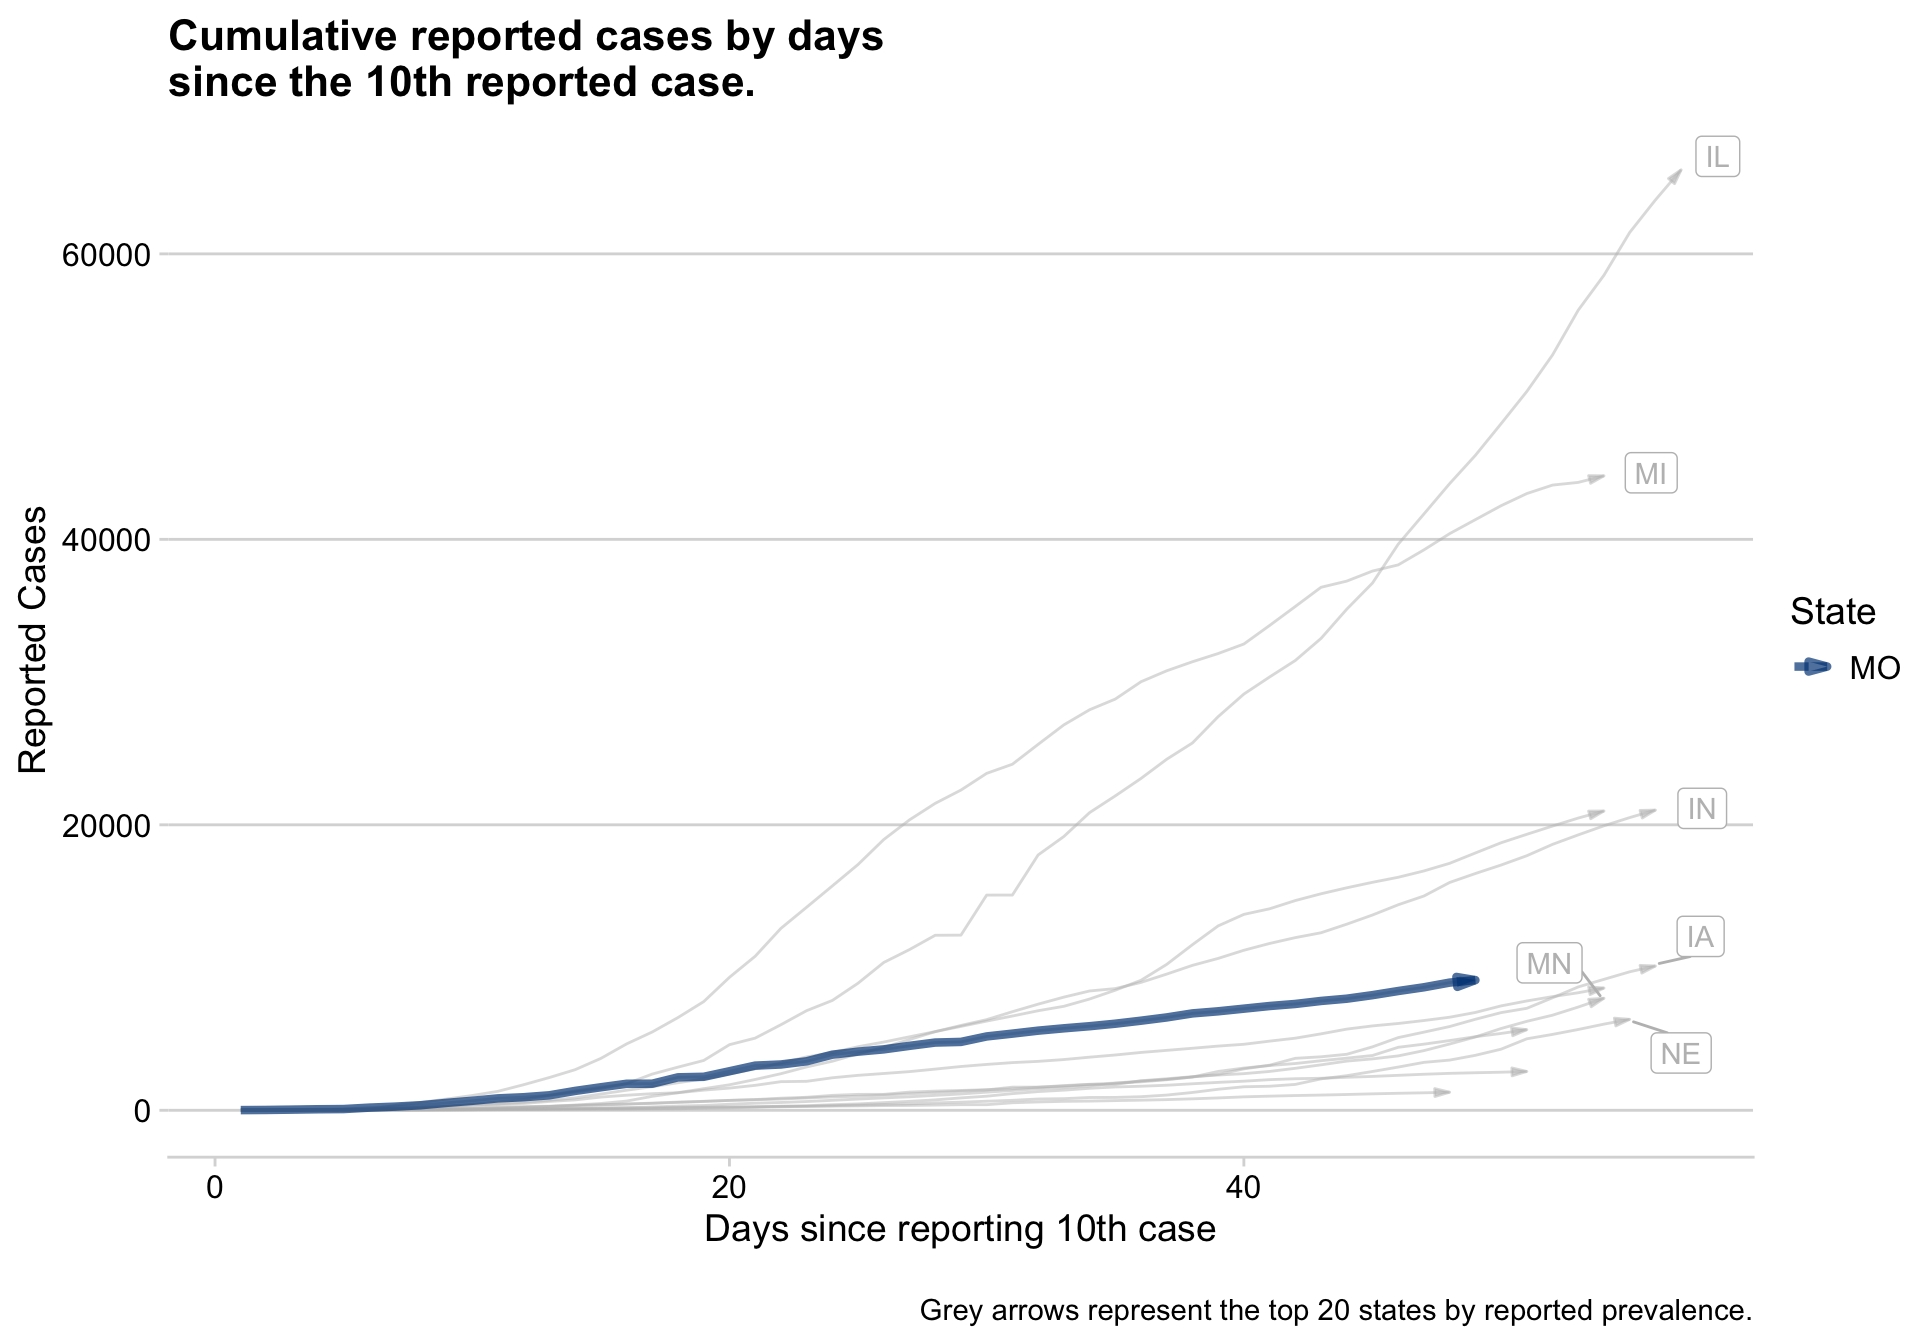 Cumulative reported cases by days
since the 10th reported case.
IL
60000
MI
40000
Reported Cases
State
MO
IN
20000
IA
MN
NE
0
0
20
40
Days since reporting 10th case
Grey arrows represent the top 20 states by reported prevalence.